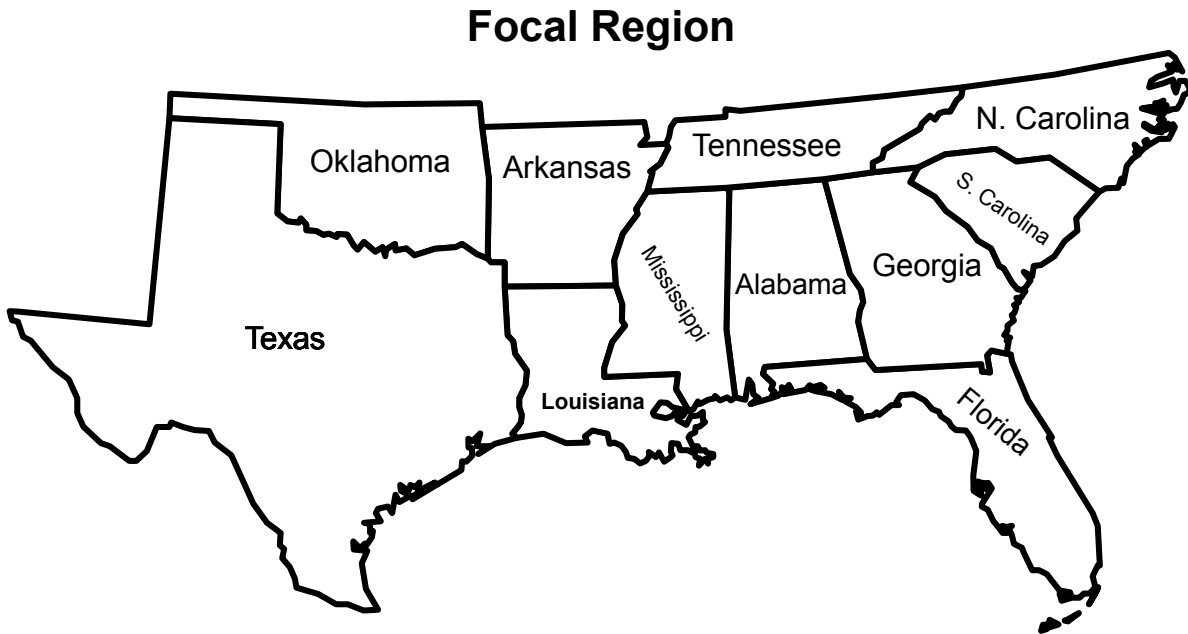 Focal Region
N. Carolina
Tennessee
Oklahoma
Arkansas
S. Carolina
Mississippi
Alabama
Georgia
Texas
Louisiana
Florida